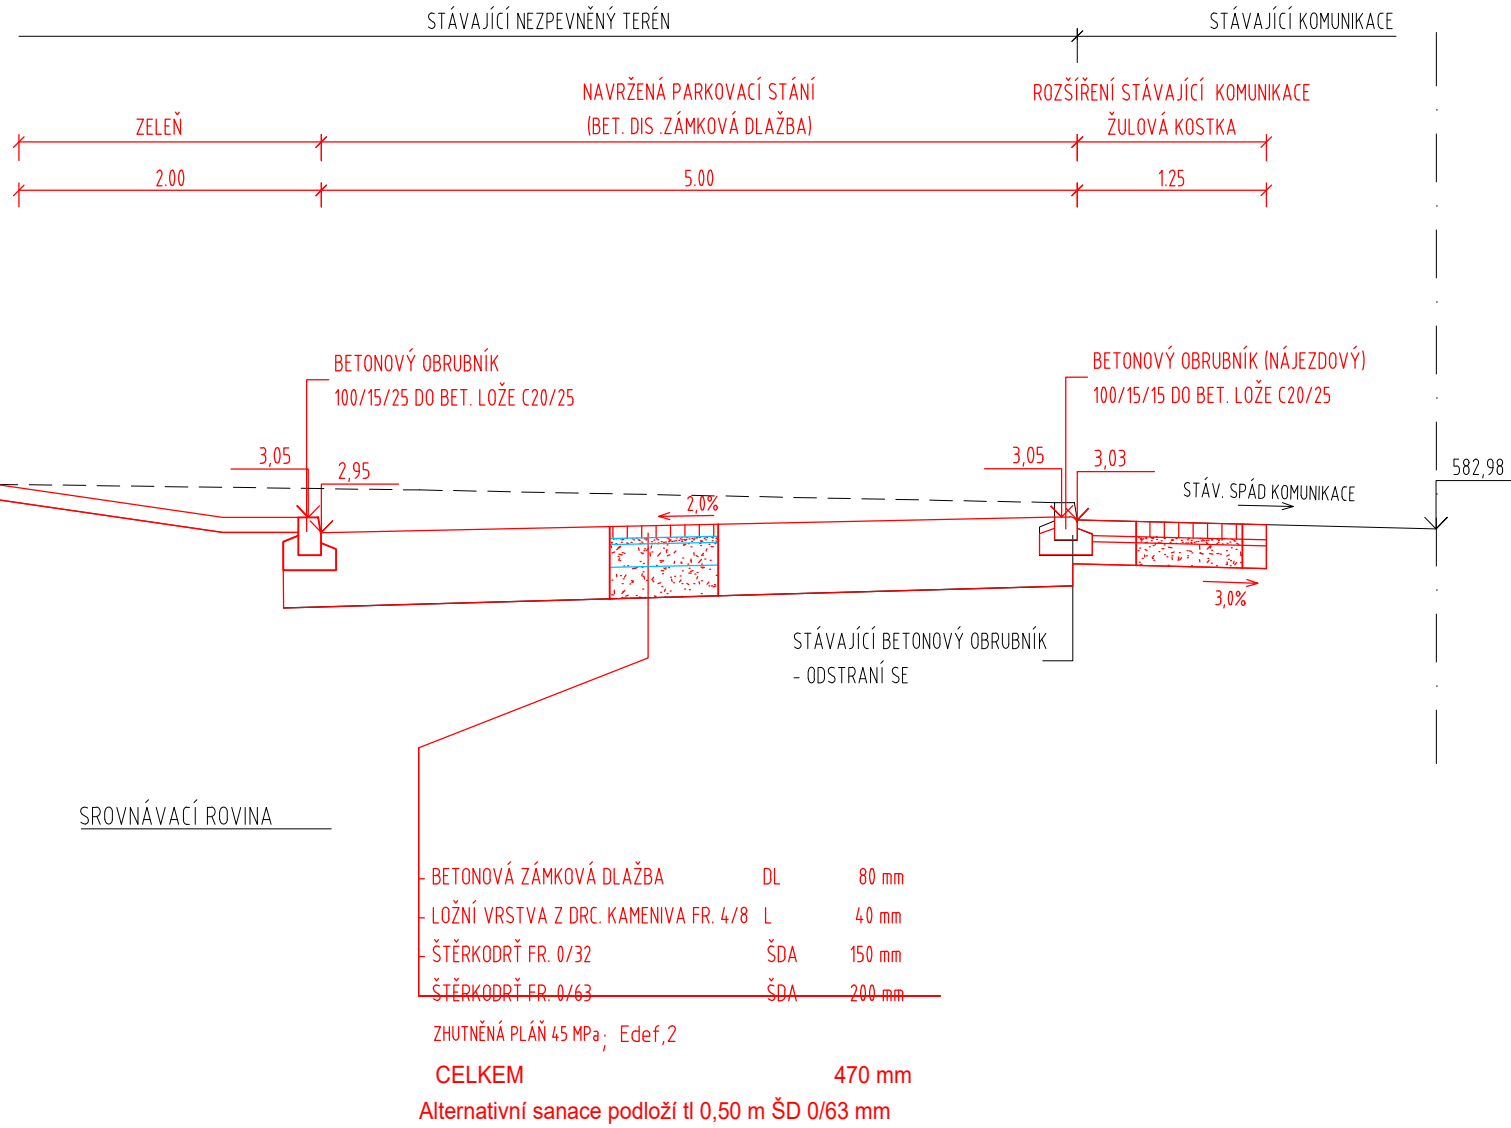 STÁVAJÍCÍ NEZPEVNĚNÝ TERÉN
STÁVAJÍCÍ KOMUNIKACE
ZELEŇ
NAVRŽENÁ PARKOVACÍ STÁNÍ
(BET. DIS .ZÁMKOVÁ DLAŽBA)
ROZŠÍŘENÍ STÁVAJÍCÍ KOMUNIKACE
ŽULOVÁ KOSTKA
2.00
5.00
1.25
BETONOVÝ OBRUBNÍK
100/15/25 DO BET. LOŽE C20/25
BETONOVÝ OBRUBNÍK (NÁJEZDOVÝ)
100/15/15 DO BET. LOŽE C20/25
3,05
2,95
3,05
3,03
582,98
2,0%
STÁV. SPÁD KOMUNIKACE
3,0%
STÁVAJÍCÍ BETONOVÝ OBRUBNÍK
- ODSTRANÍ SE
SROVNÁVACÍ ROVINA
BETONOVÁ ZÁMKOVÁ DLAŽBA DL 80 mm
LOŽNÍ VRSTVA Z DRC. KAMENIVA FR. 4/8 L 40 mm
ŠTĚRKODRŤ FR. 0/32 ŠDA 150 mm
ŠTĚRKODRŤ FR. 0/63 ŠDA 200 mm
ZHUTNĚNÁ PLÁŇ 45 MPa; Edef,2
CELKEM 470 mm
Alternativní sanace podloží tl 0,50 m ŠD 0/63 mm